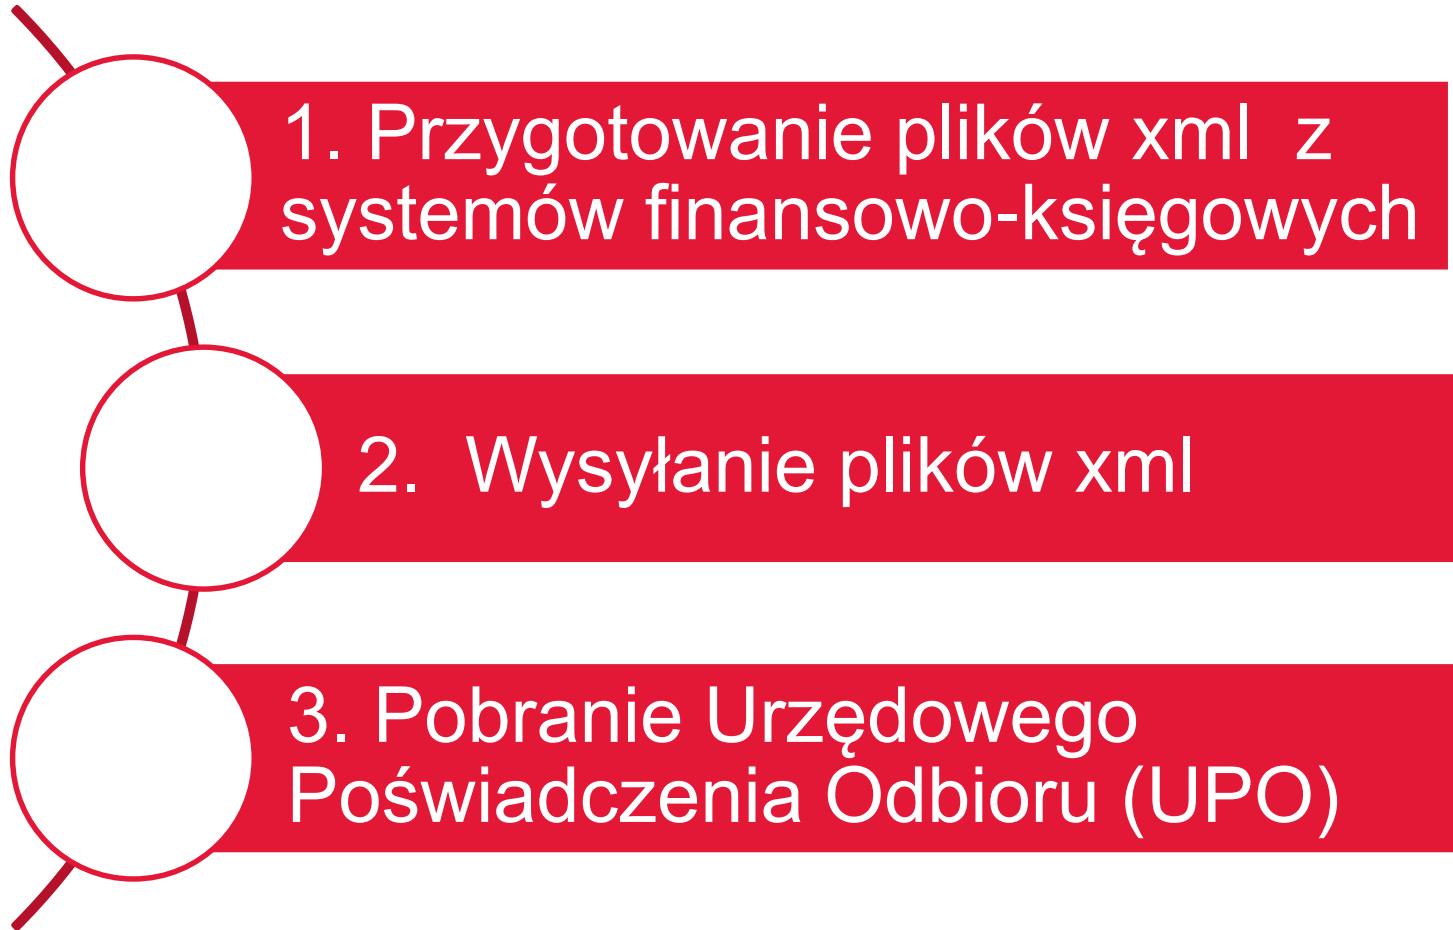 1. Przygotowanie plików xml  z
systemów finansowo-księgowych
2.  Wysyłanie plików xml
3. Pobranie Urzędowego
Poświadczenia Odbioru (UPO)